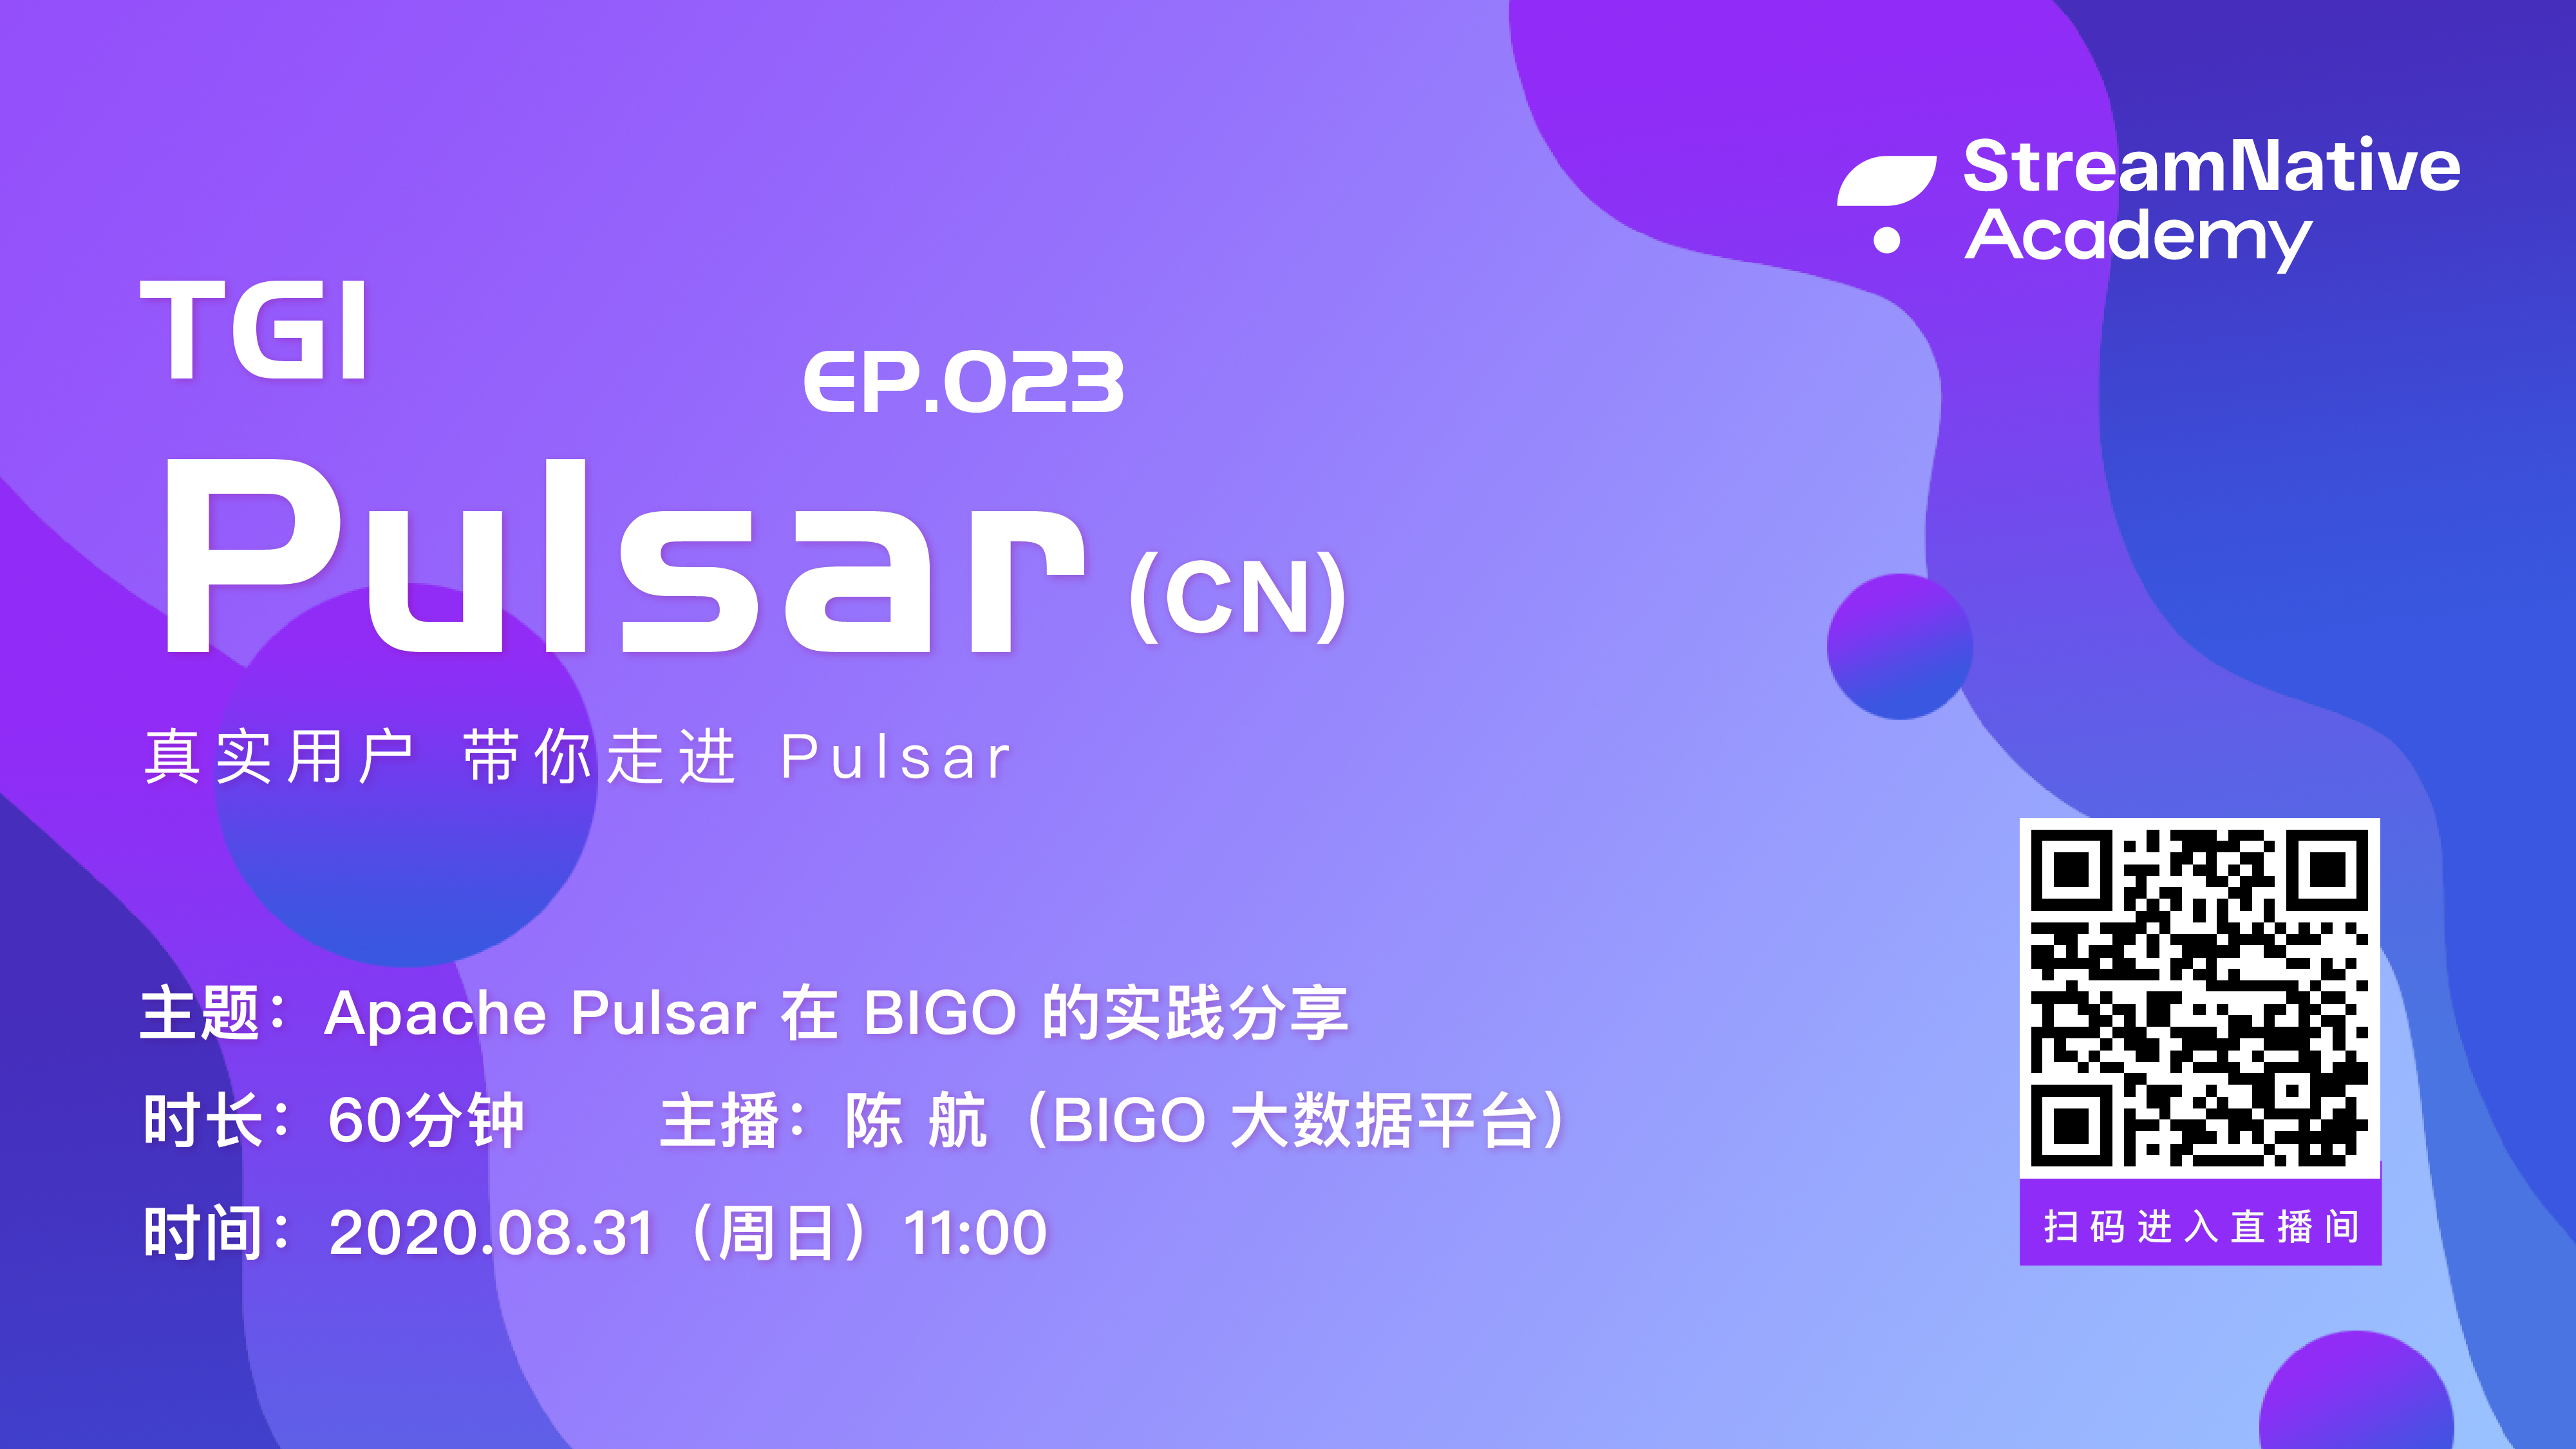 StreamNative
Academy
TGI
EP.023
Pulsar (CN)
真实用户 带你走进 Pulsar
主题：Apache Pulsar 在 BIGO 的实践分享
时长：60分钟 主播：陈 航（BIGO 大数据平台）
时间：2020.08.31（周日）11:00
扫码进入直播间